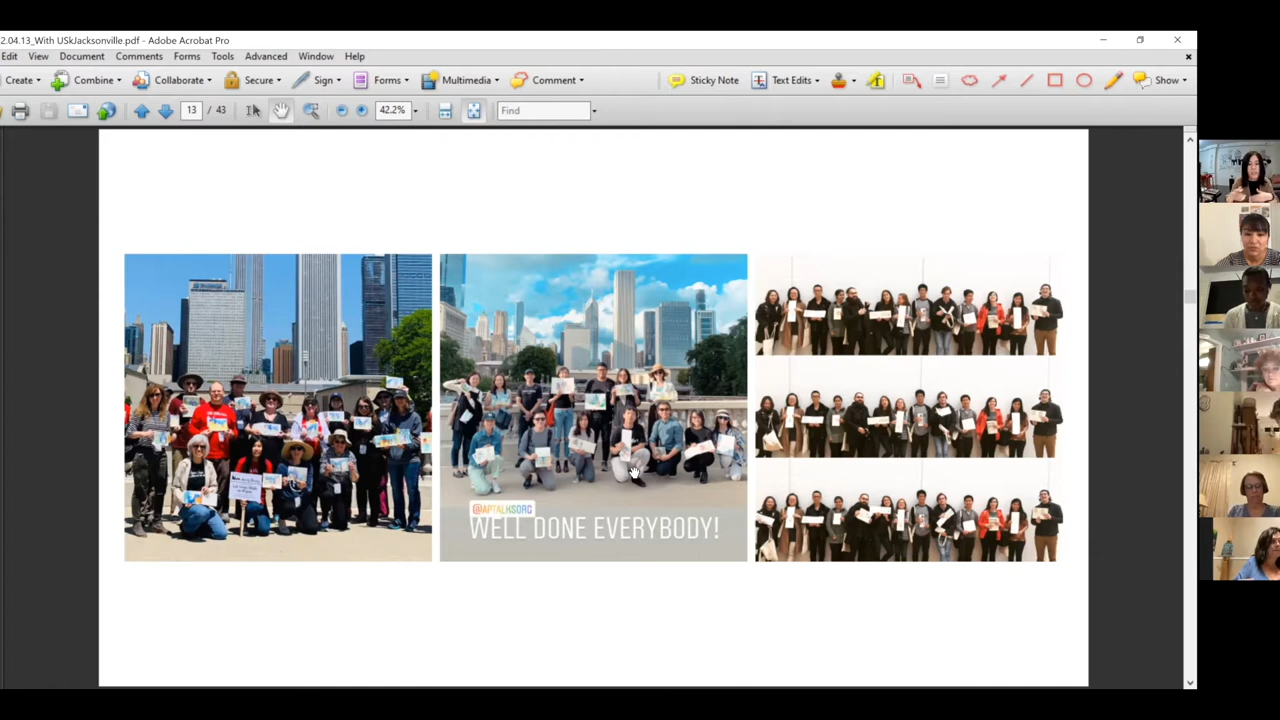 2.04.13_With USkJacksonville.pdf - Adobe Acrobat Pro
Edit View Document Comments Forms Tools Advanced Window Help
Create Combine Collaborate Secure Sign Forms Multimedia Comment Sticky Note Text Edits Show
13 / 43 42.2% Find
@APTALKSORG
WELL DONE EVERYBODY!